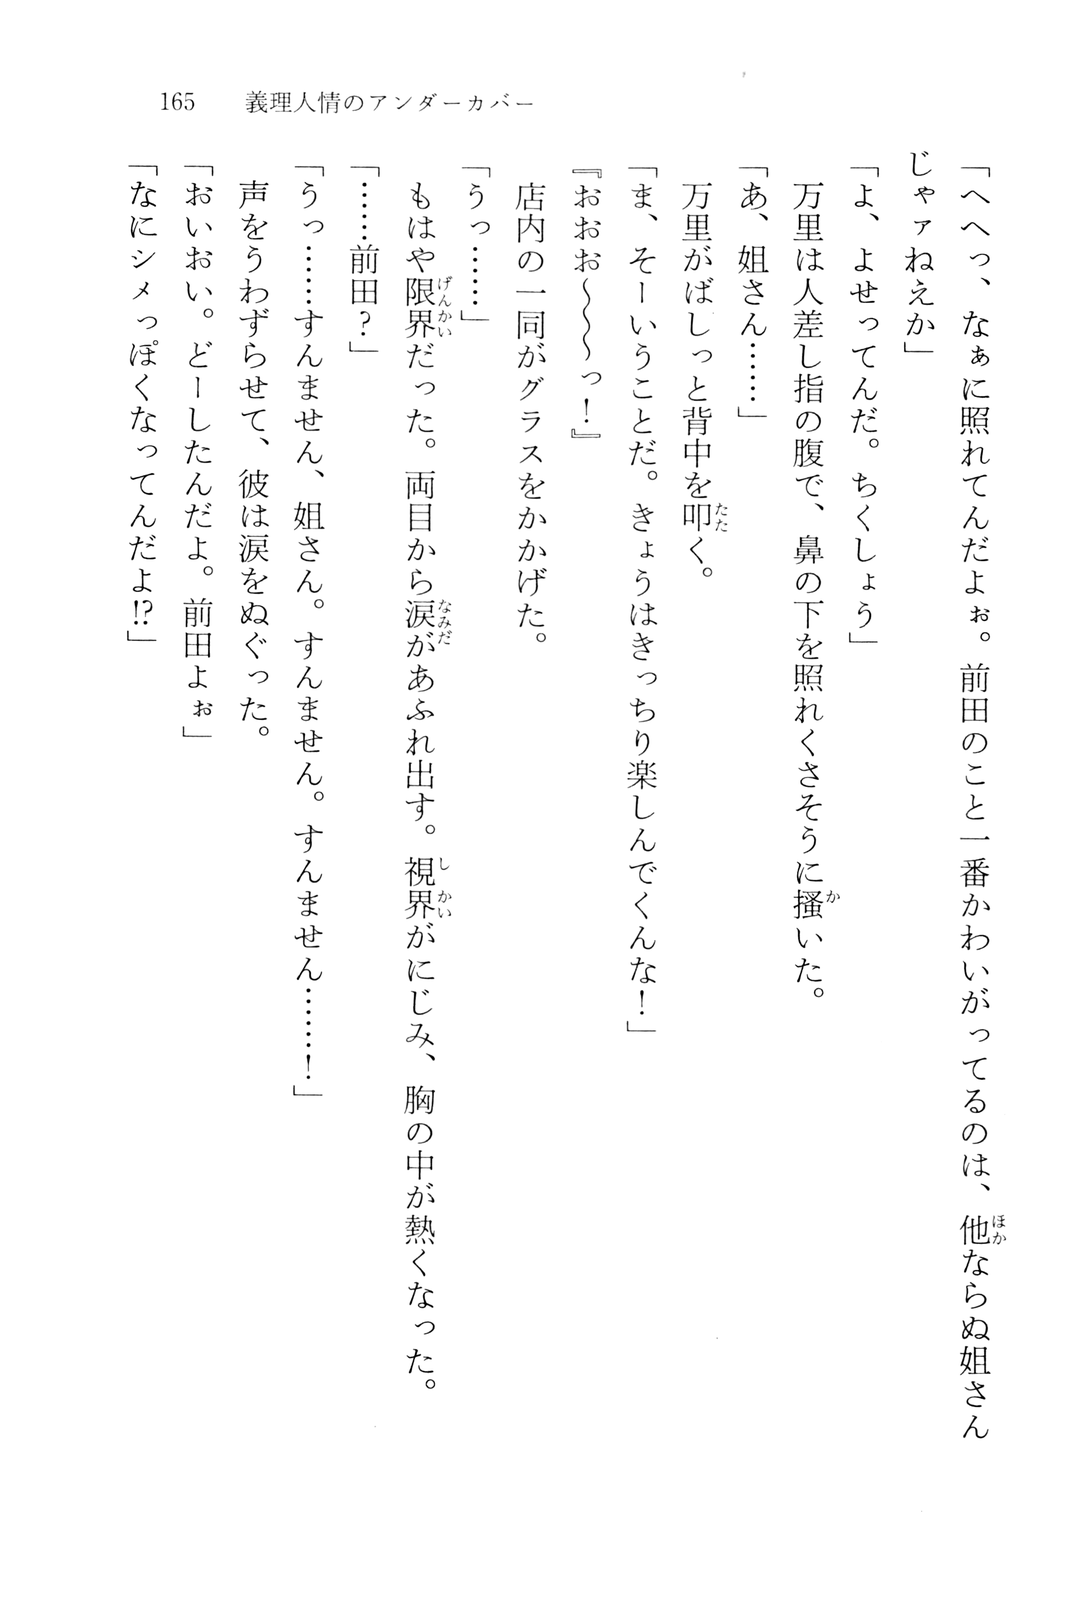 165 義理人情のアンダーカバー
「へへっ、なぁに照れてんだよぉ。前田のこと一番かわいがってるのは、他ならぬ姐さん
じゃァねえか」
「よ、よせってんだ。ちくしょう」
万里は人差し指の腹で、鼻の下を照れくさそうに掻いた。
「あ、姐さん……」
万里がばしっと背中を叩く。
「ま、そーいうことだ。きょうはきっちり楽しんでくんな！」
『おおお～～～っ！』
店内の一同がグラスをかかげた。
「うっ……」
もはや限界だった。両目から涙があふれ出す。視界がにじみ、胸の中が熱くなった。
「……前田？」
「うっ……すんません、姐さん。すんません。すんません……！」
声をうわずらせて、彼は涙をぬぐった。
「おいおい。どーしたんだよ。前田よぉ」
「なにシメっぽくなってんだよ!?」